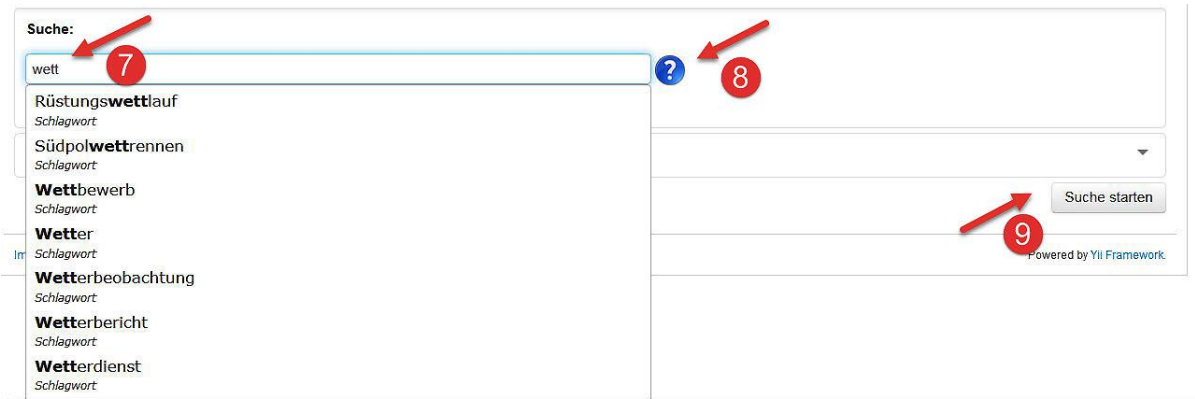 Suche:
wett
7
?
8
Rüstungswettlauf
Schlagwort
Südpolwettrennen
Schlagwort
Wettbewerb
Schlagwort
Suche starten
Wetter
Schlagwort
9
Im
Powered by Yii Framework.
Wetterbeobachtung
Schlagwort
Wetterbericht
Schlagwort
Wetterdienst
Schlagwort